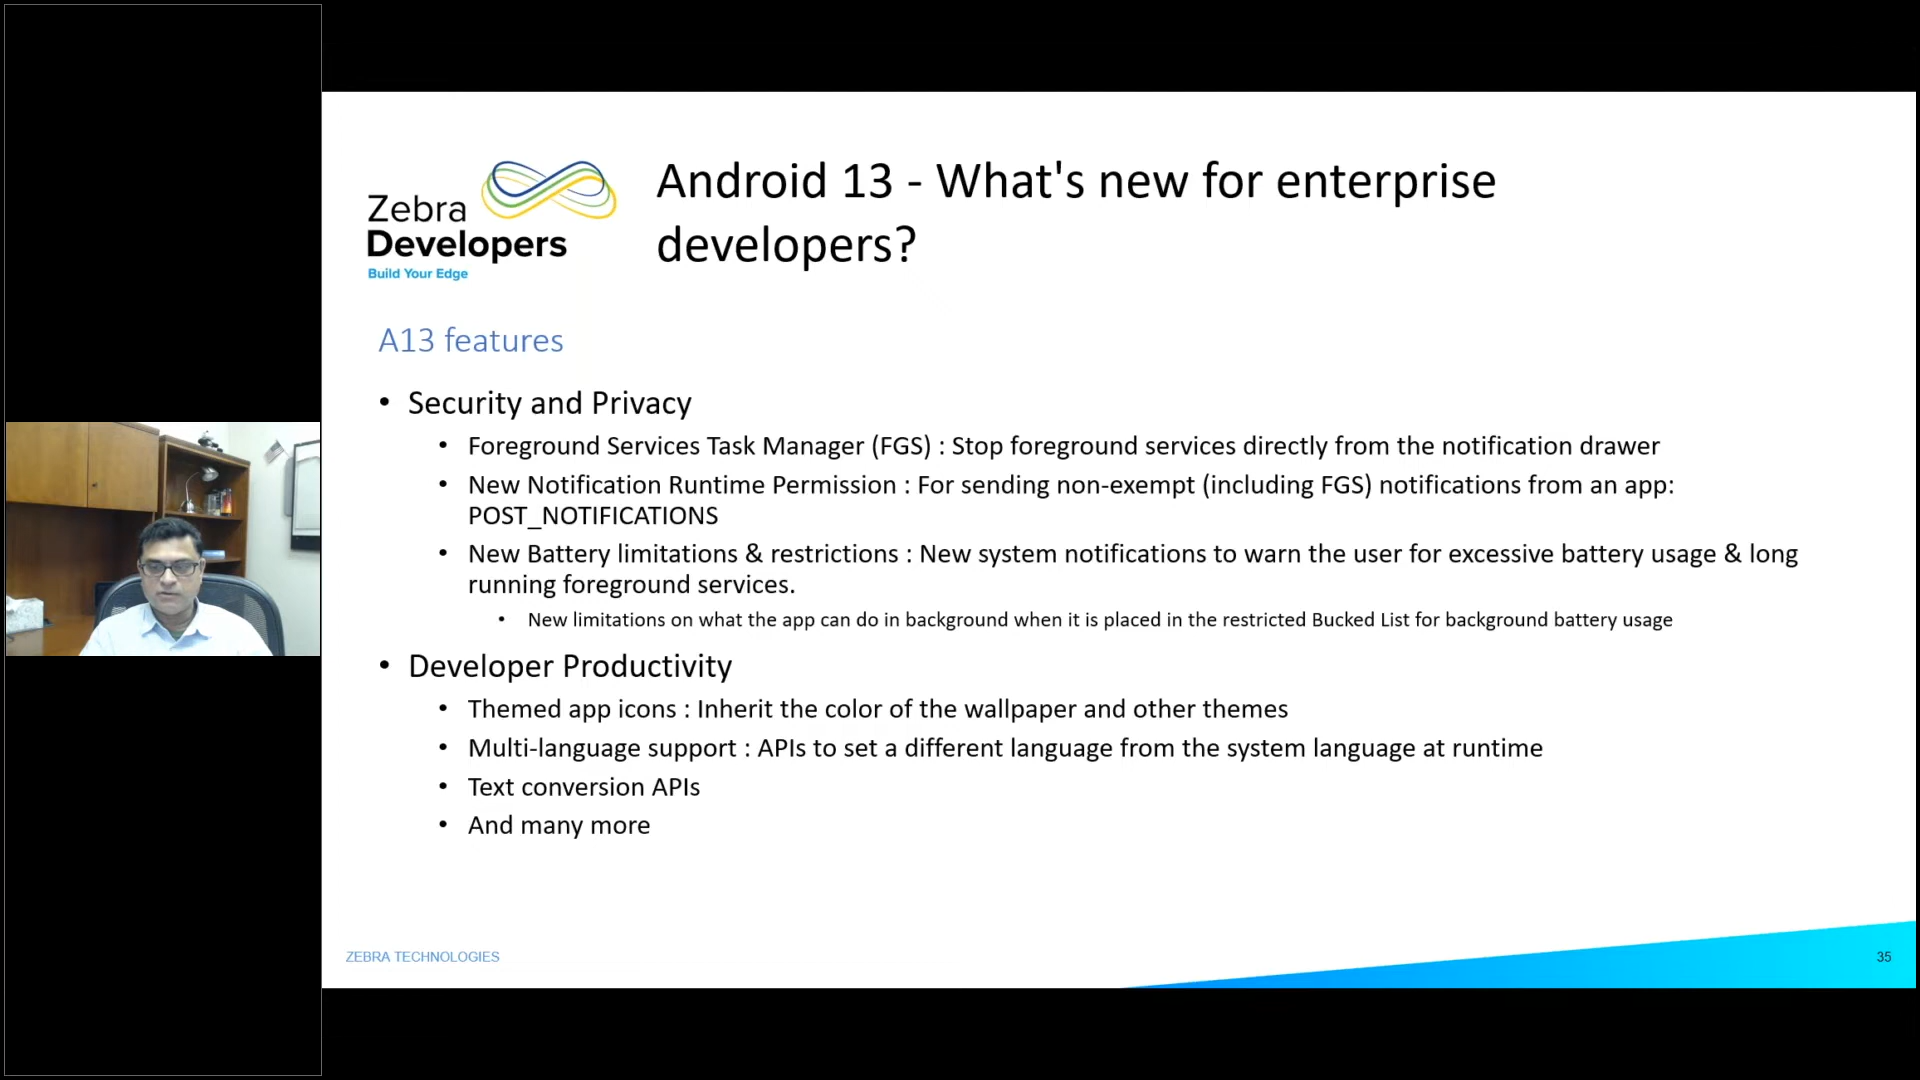 Zebra
Developers
Build Your Edge
Android 13 - What's new for enterprise
developers?
A13 features
• Security and Privacy
• Foreground Services Task Manager (FGS) : Stop foreground services directly from the notification drawer
• New Notification Runtime Permission : For sending non-exempt (including FGS) notifications from an app:
POST_NOTIFICATIONS
• New Battery limitations & restrictions : New system notifications to warn the user for excessive battery usage & long
running foreground services.
• New limitations on what the app can do in background when it is placed in the restricted Bucked List for background battery usage
• Developer Productivity
• Themed app icons : Inherit the color of the wallpaper and other themes
• Multi-language support : APIs to set a different language from the system language at runtime
• Text conversion APIs
• And many more
ZEBRA TECHNOLOGIES
35